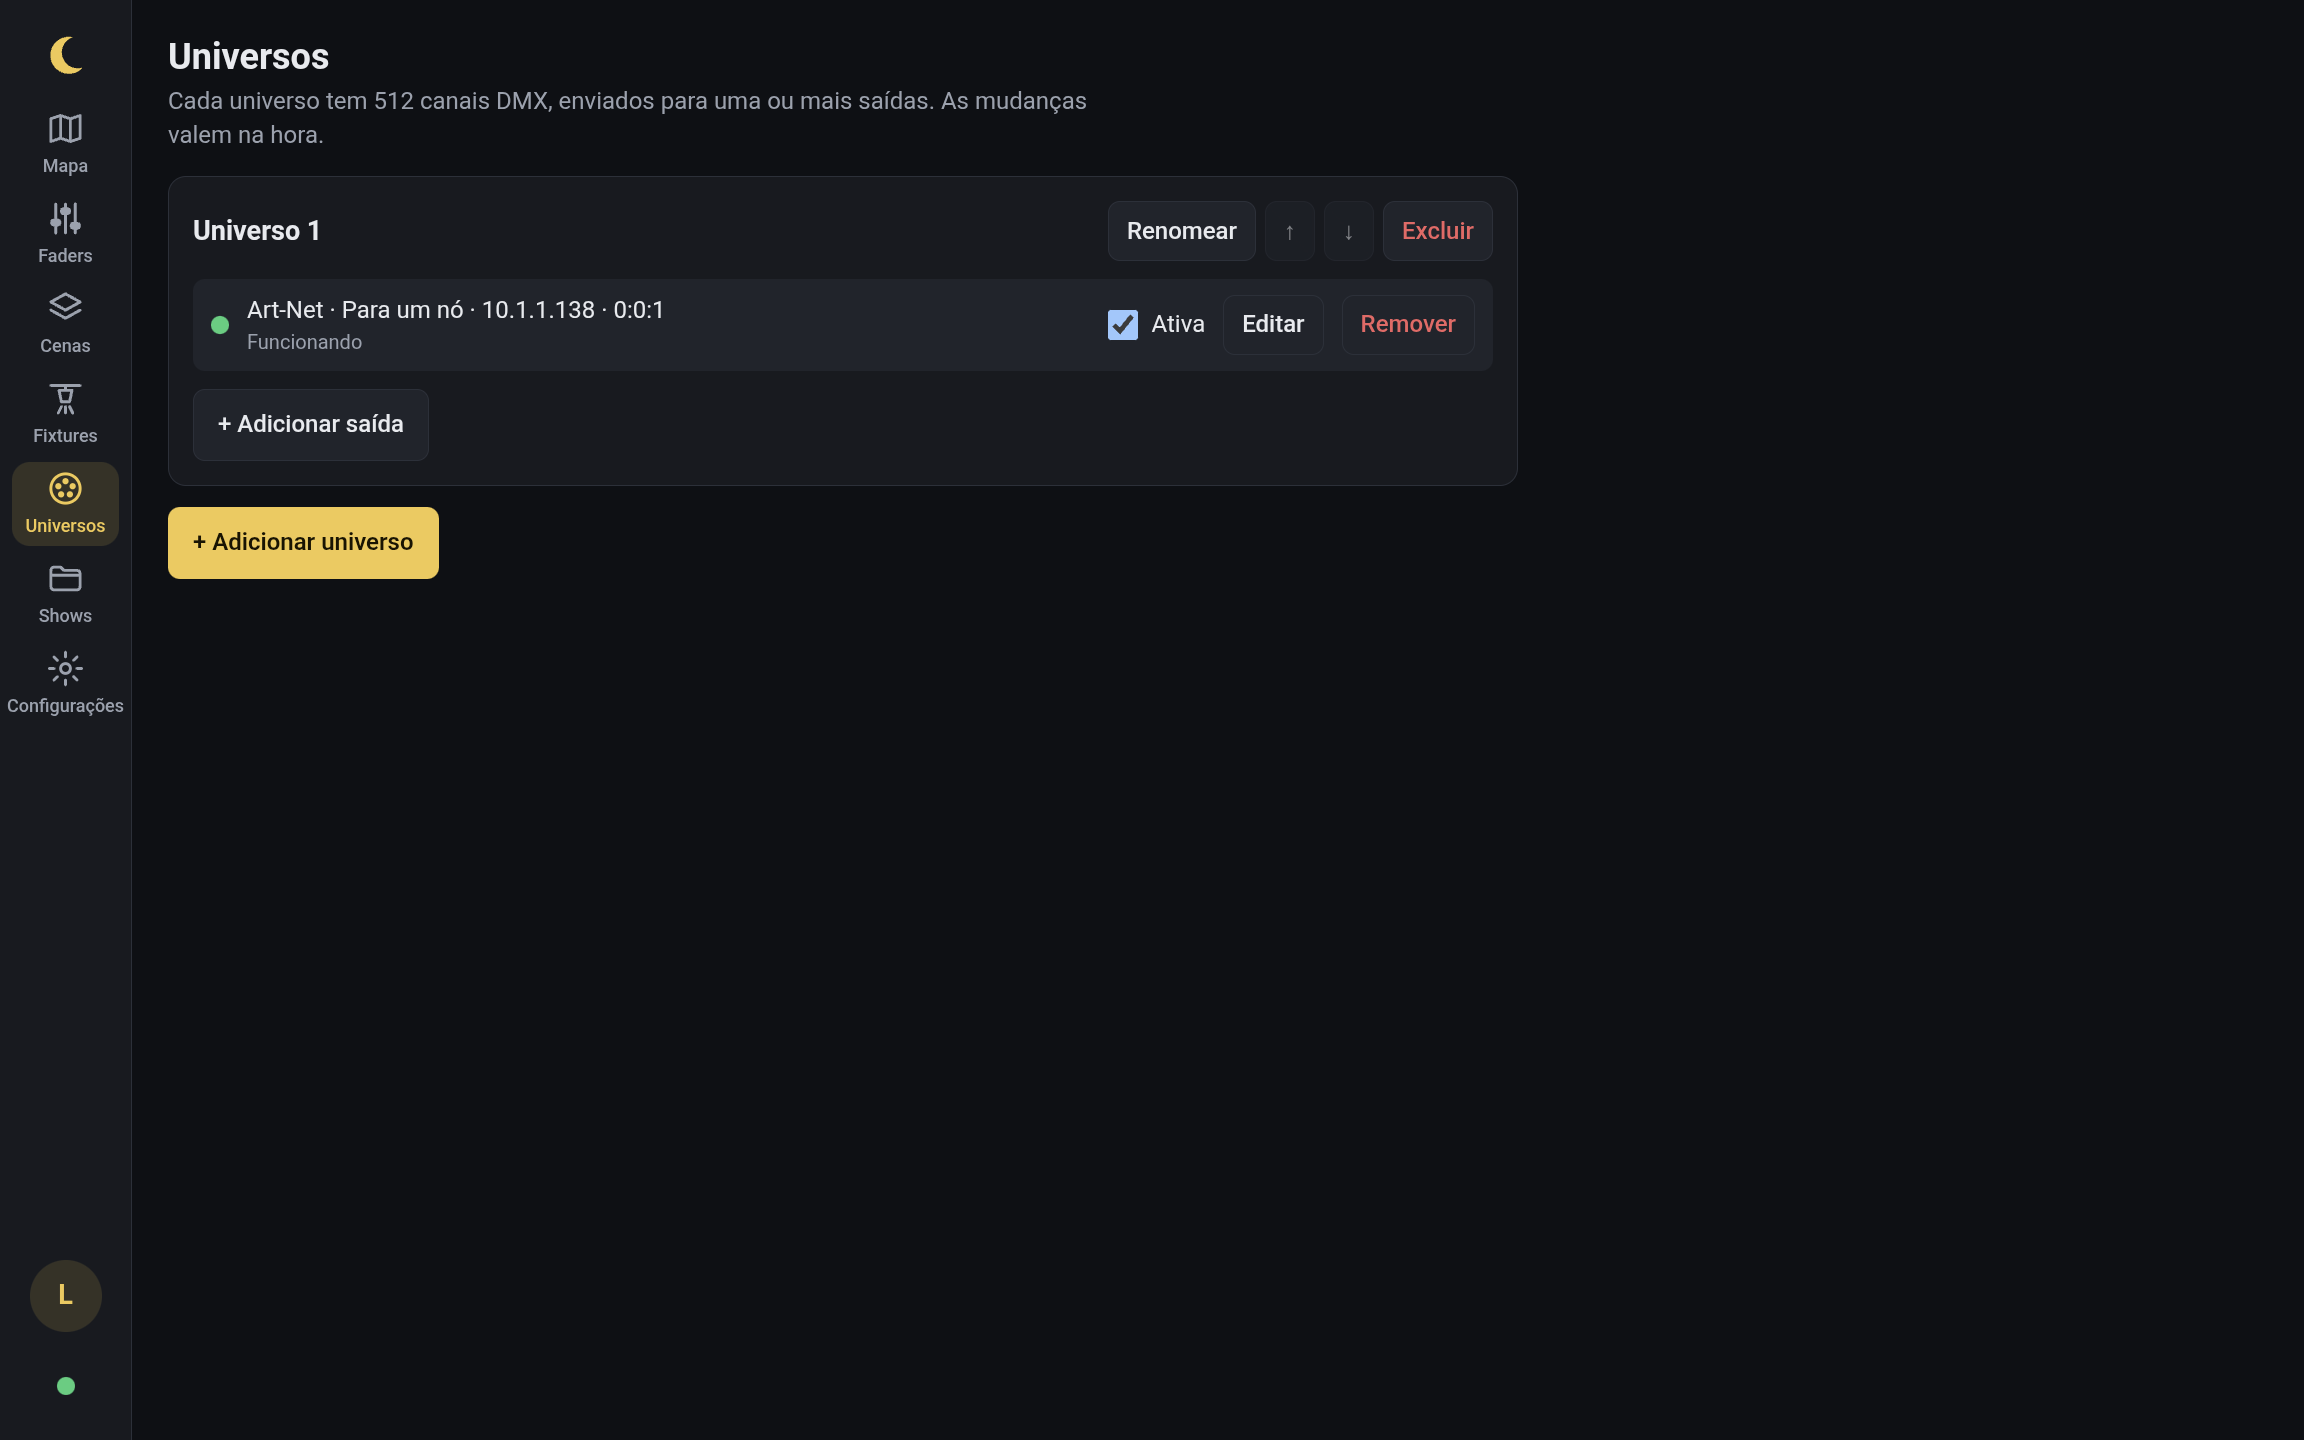 Universos
Cada universo tem 512 canais DMX, enviados para uma ou mais saídas. As mudanças
valem na hora.
Mapa
Faders
Cenas
Fixtures
Universos
Shows
Configurações
L
Universo 1
Renomear ↑ ↓ Excluir
Art-Net · Para um nó · 10.1.1.138 · 0:0:1
Funcionando
Ativa Editar Remover
+ Adicionar saída
+ Adicionar universo